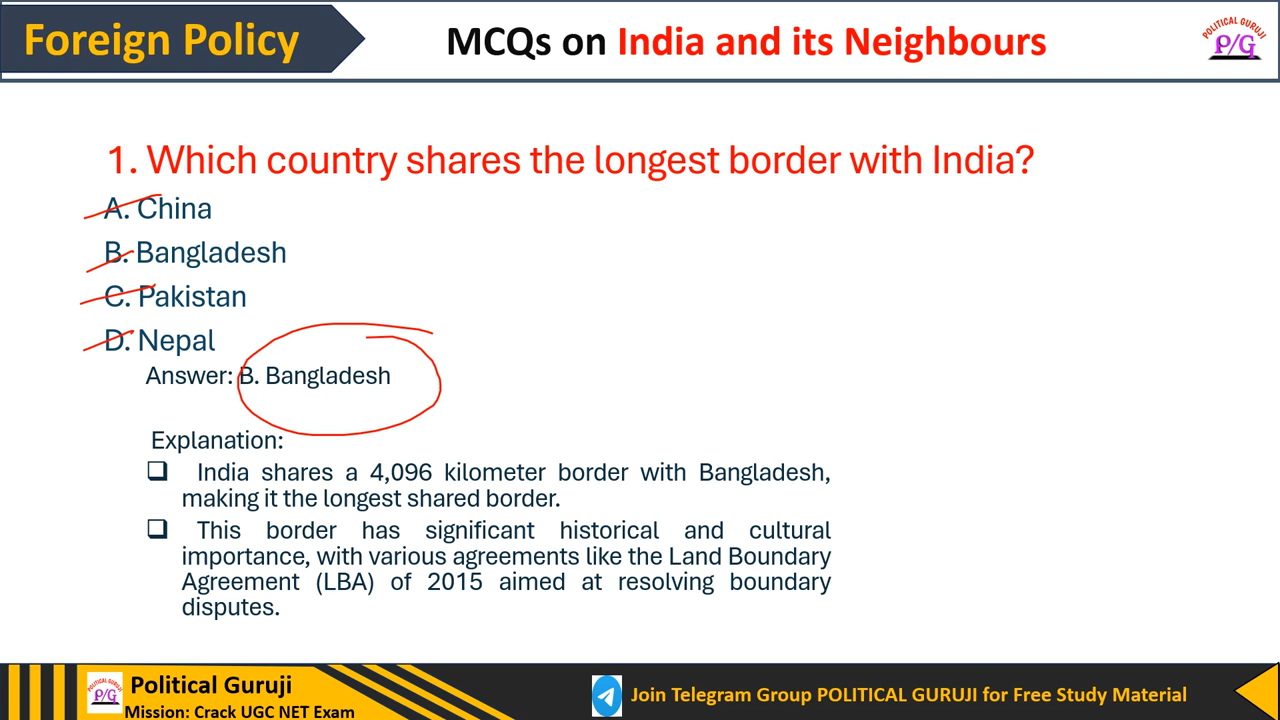 Foreign Policy
MCQs on India and its Neighbours
POLITICAL GURUJI
P/G
1. Which country shares the longest border with India?
A. China
B. Bangladesh
C. Pakistan
D. Nepal
Answer: B. Bangladesh
Explanation:
India shares a 4,096 kilometer border with Bangladesh,
making it the longest shared border.
This border has significant historical and cultural
importance, with various agreements like the Land Boundary
Agreement (LBA) of 2015 aimed at resolving boundary
disputes.
POLITICAL GURUJI
P/G
Political Guruji
Mission: Crack UGC NET Exam
Join Telegram Group POLITICAL GURUJI for Free Study Material